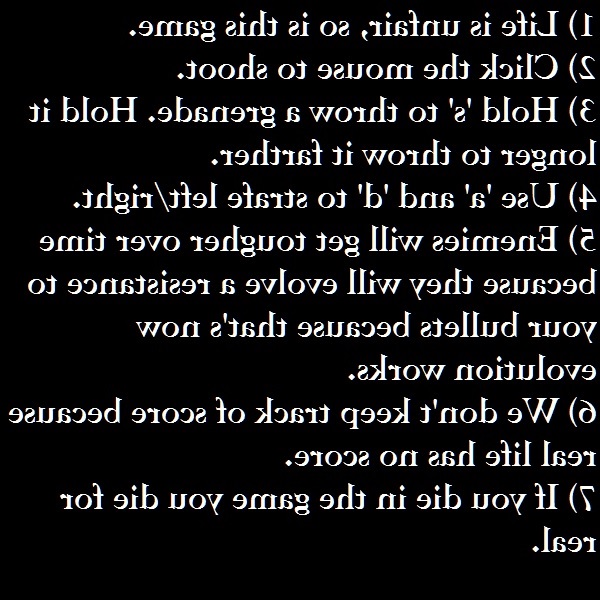 1) Life is unfair, so is this game.
2) Click the mouse to shoot.
3) Hold 's' to throw a grenade. Hold it
longer to throw it farther.
4) Use 'a' and 'd' to strafe left/right.
5) Enemies will get tougher over time
because they will evolve a resistance to
your bullets because that's now
evolution works.
6) We don't keep track of score because
real life has no score.
7) If you die in the game you die for
real.